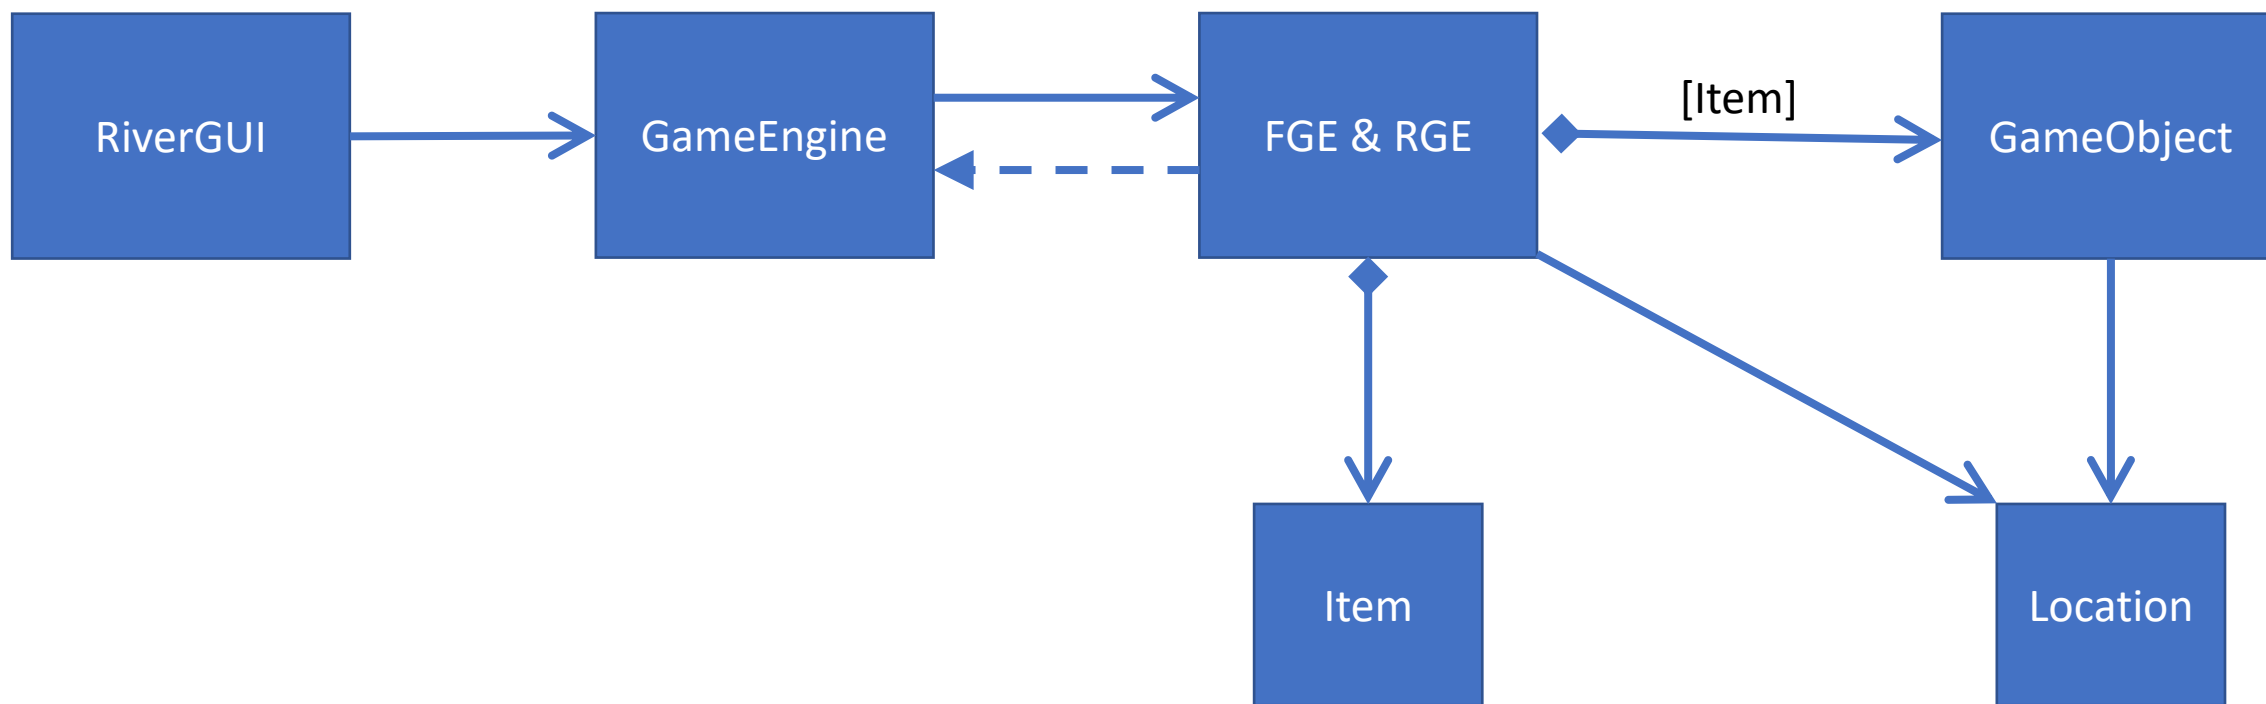 RiverGUI
GameEngine
FGE & RGE
[Item]
GameObject
Item
Location